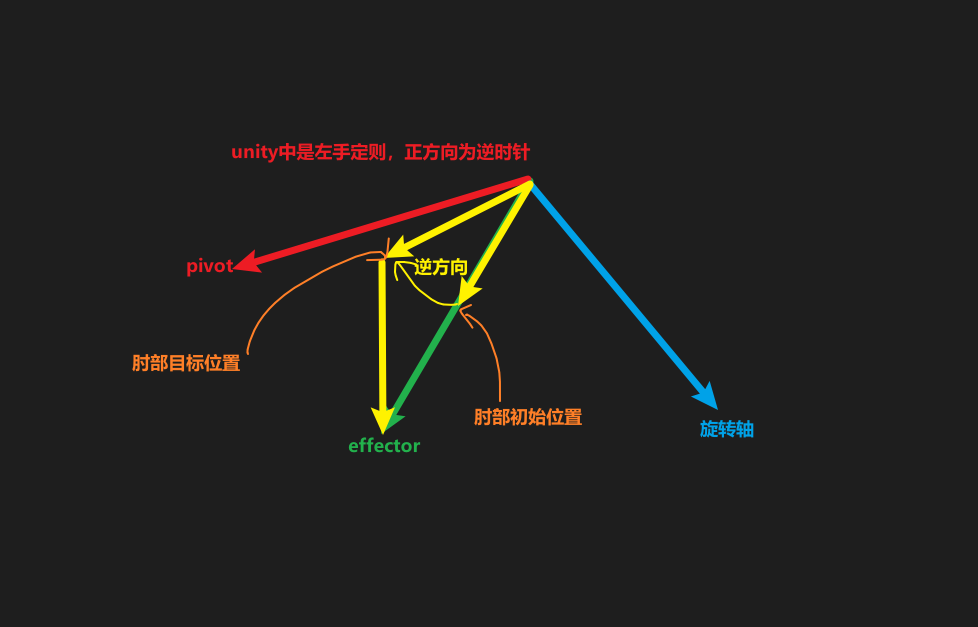 unity中是左手定则，正方向为逆时针
pivot
逆方向
肘部目标位置
肘部初始位置
旋转轴
effector